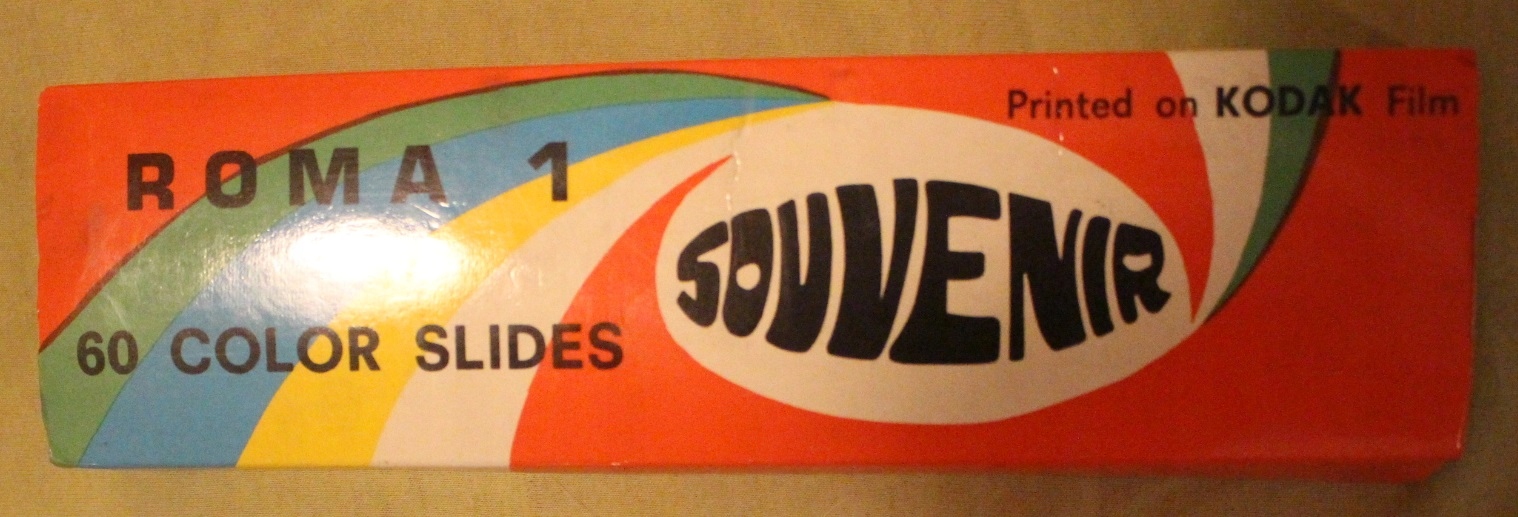 Printed on KODAK Film
ROMA 1
SOUVENIR
60 COLOR SLIDES